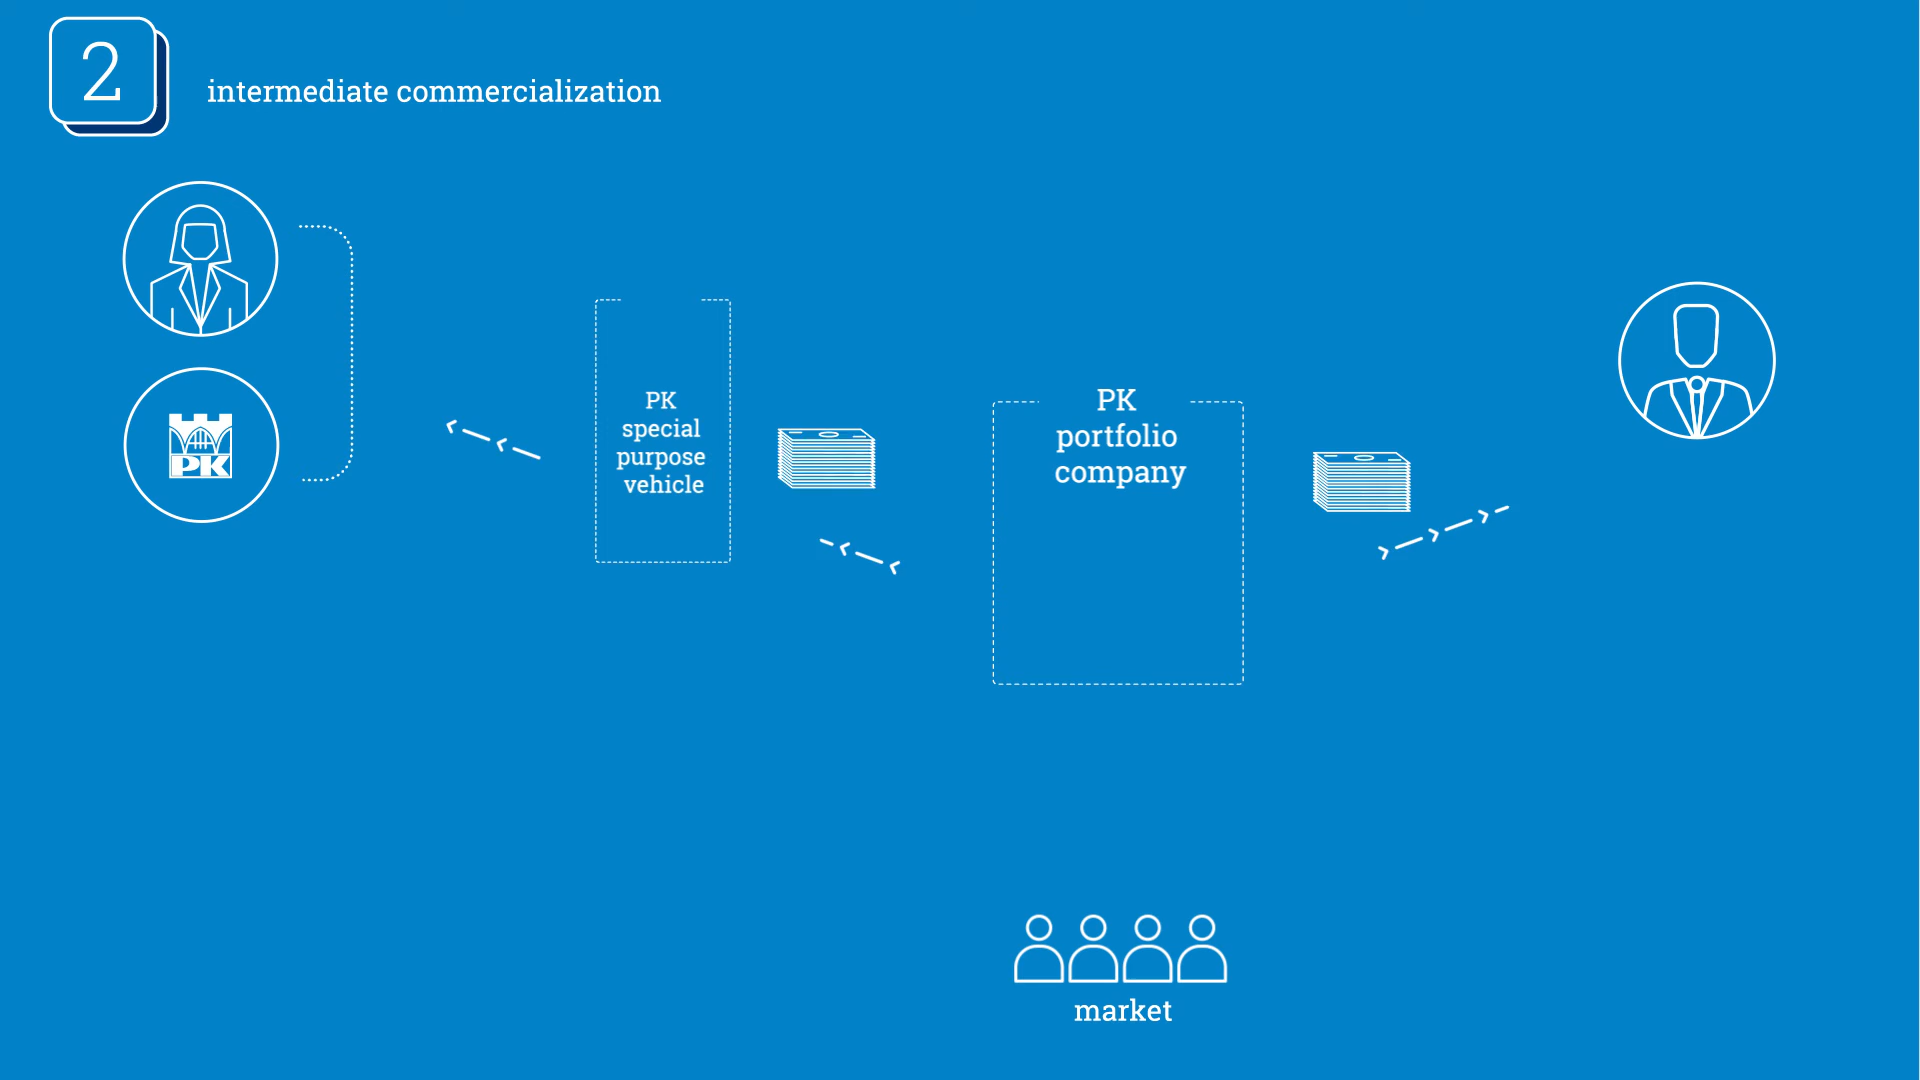 2
intermediate commercialization
PK
PK
special
purpose
vehicle
PK
portfolio
company
market